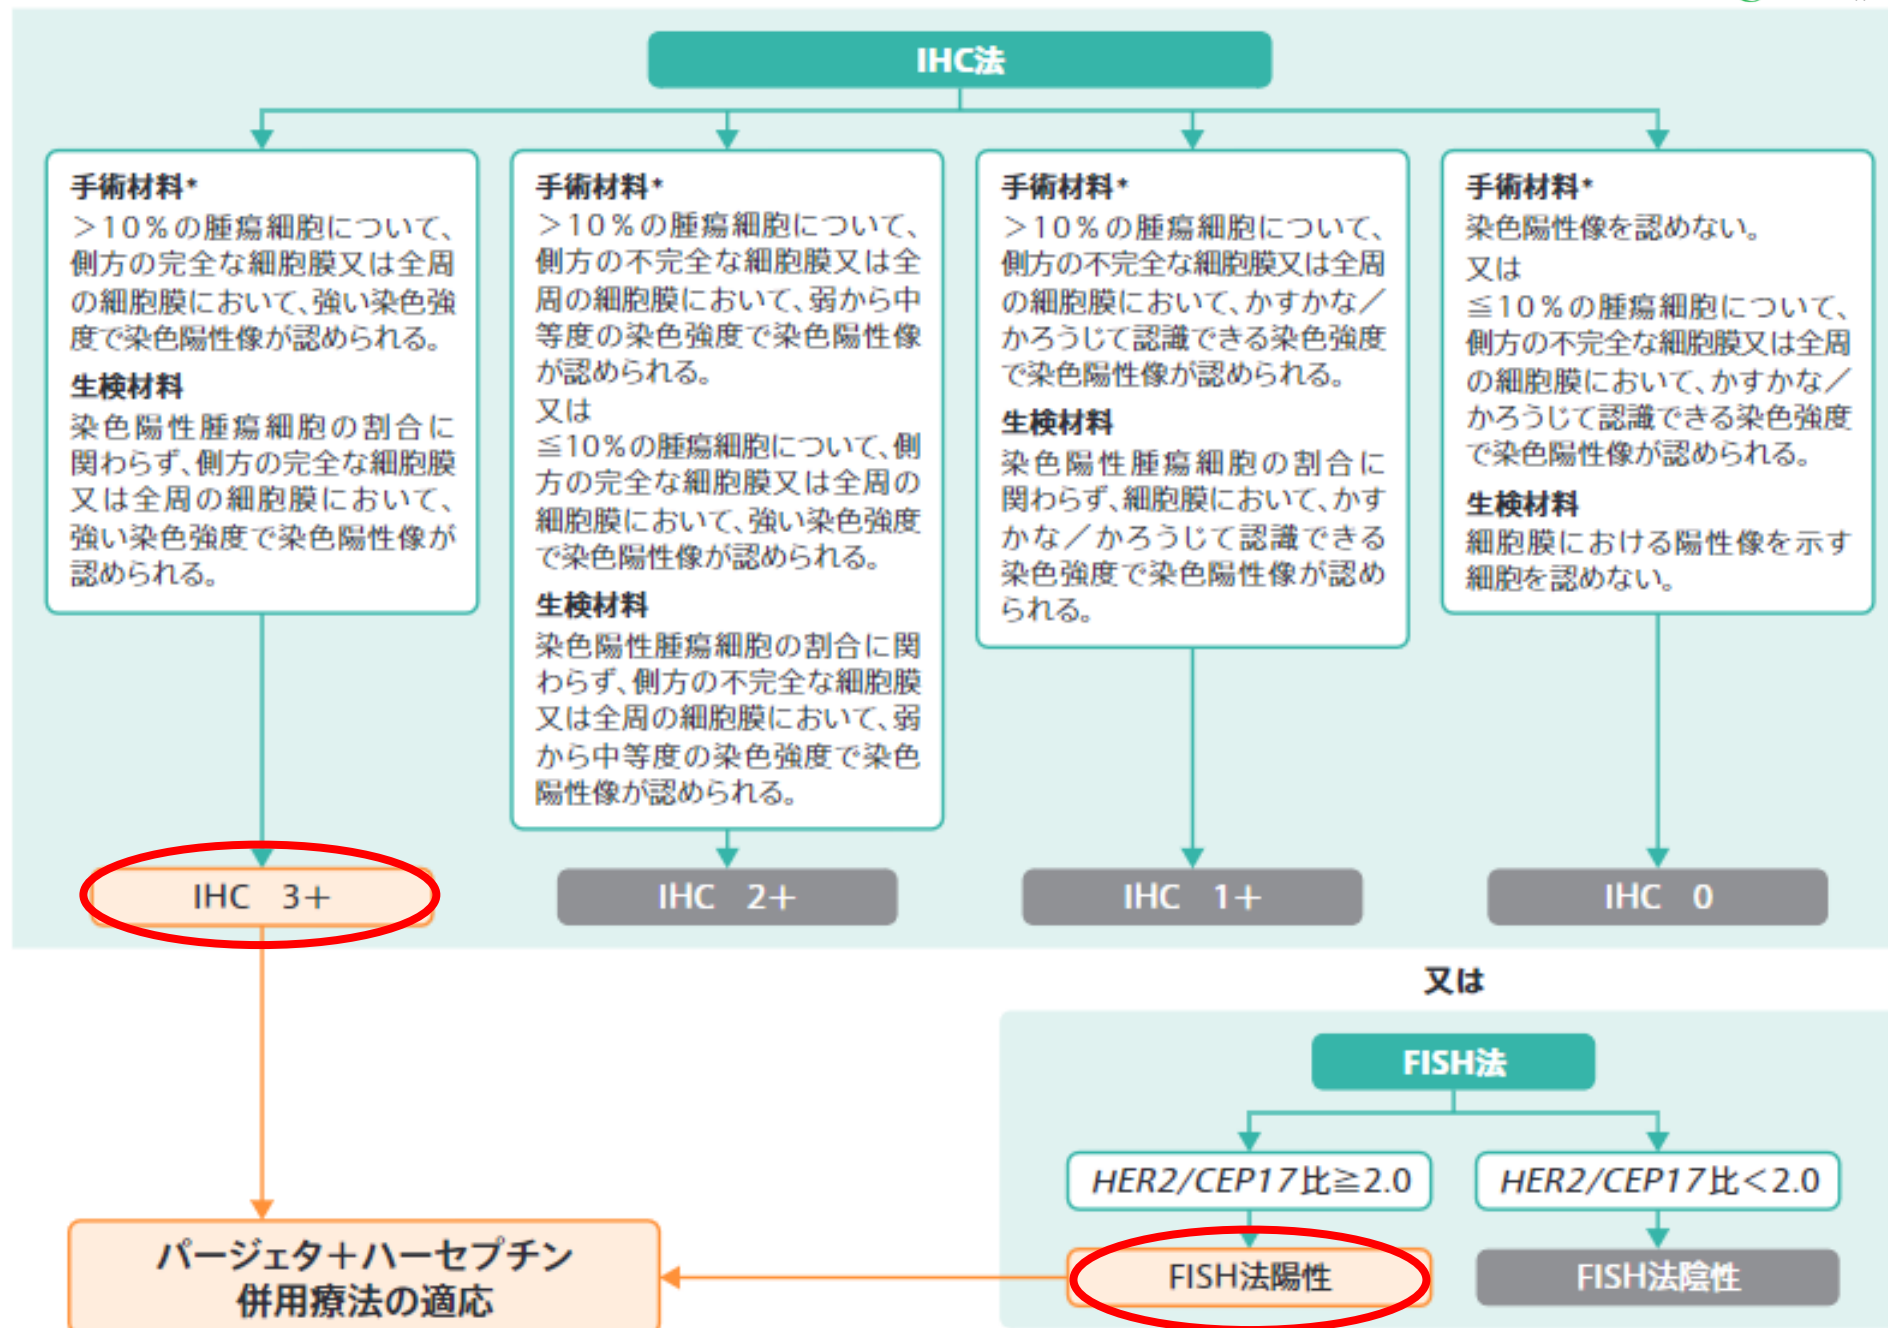 IHC法
手術材料*
＞10％の腫瘍細胞について、
側方の完全な細胞膜又は全周
の細胞膜において、強い染色強
度で染色陽性像が認められる。
生検材料
染色陽性腫瘍細胞の割合に
関わらず、側方の完全な細胞膜
又は全周の細胞膜において、
強い染色強度で染色陽性像が
認められる。
手術材料*
＞10％の腫瘍細胞について、
側方の不完全な細胞膜又は全
周の細胞膜において、弱から中
等度の染色強度で染色陽性像
が認められる。
又は
≦10％の腫瘍細胞について、側
方の完全な細胞膜又は全周の
細胞膜において、強い染色強度
で染色陽性像が認められる。
生検材料
染色陽性腫瘍細胞の割合に関
わらず、側方の不完全な細胞膜
又は全周の細胞膜において、弱
から中等度の染色強度で染色
陽性像が認められる。
手術材料*
＞10％の腫瘍細胞について、
側方の不完全な細胞膜又は全周
の細胞膜において、かすかな／
かろうじて認識できる染色強度
で染色陽性像が認められる。
生検材料
染色陽性腫瘍細胞の割合に
関わらず、細胞膜において、かす
かな／かろうじて認識できる
染色強度で染色陽性像が認め
られる。
手術材料*
染色陽性像を認めない。
又は
≦10％の腫瘍細胞について、
側方の不完全な細胞膜又は全周
の細胞膜において、かすかな／
かろうじて認識できる染色強度
で染色陽性像が認められる。
生検材料
細胞膜における陽性像を示す
細胞を認めない。
IHC 3＋
IHC 2＋
IHC 1＋
IHC 0
又は
FISH法
HER2/CEP17比≧2.0
HER2/CEP17比＜2.0
FISH法陽性
FISH法陰性
パージェタ＋ハーセプチン
併用療法の適応